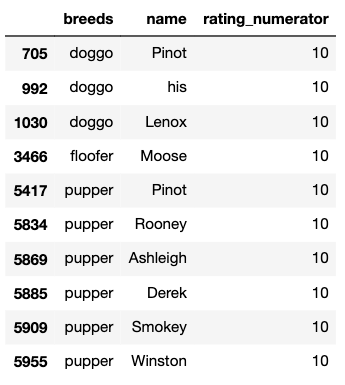 breeds name rating_numerator
705 doggo Pinot 10
992 doggo his 10
1030 doggo Lenox 10
3466 floofer Moose 10
5417 pupper Pinot 10
5834 pupper Rooney 10
5869 pupper Ashleigh 10
5885 pupper Derek 10
5909 pupper Smokey 10
5955 pupper Winston 10